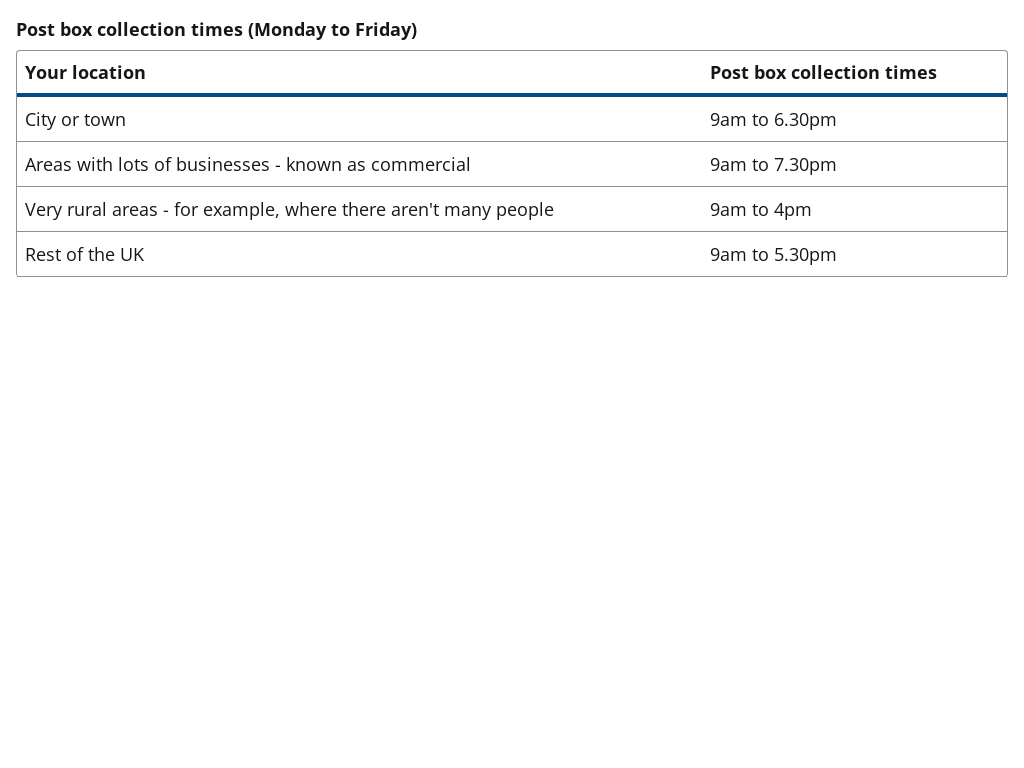 Post box collection times (Monday to Friday)
Your location Post box collection times
City or town 9am to 6.30pm
Areas with lots of businesses - known as commercial 9am to 7.30pm
Very rural areas - for example, where there aren't many people 9am to 4pm
Rest of the UK 9am to 5.30pm